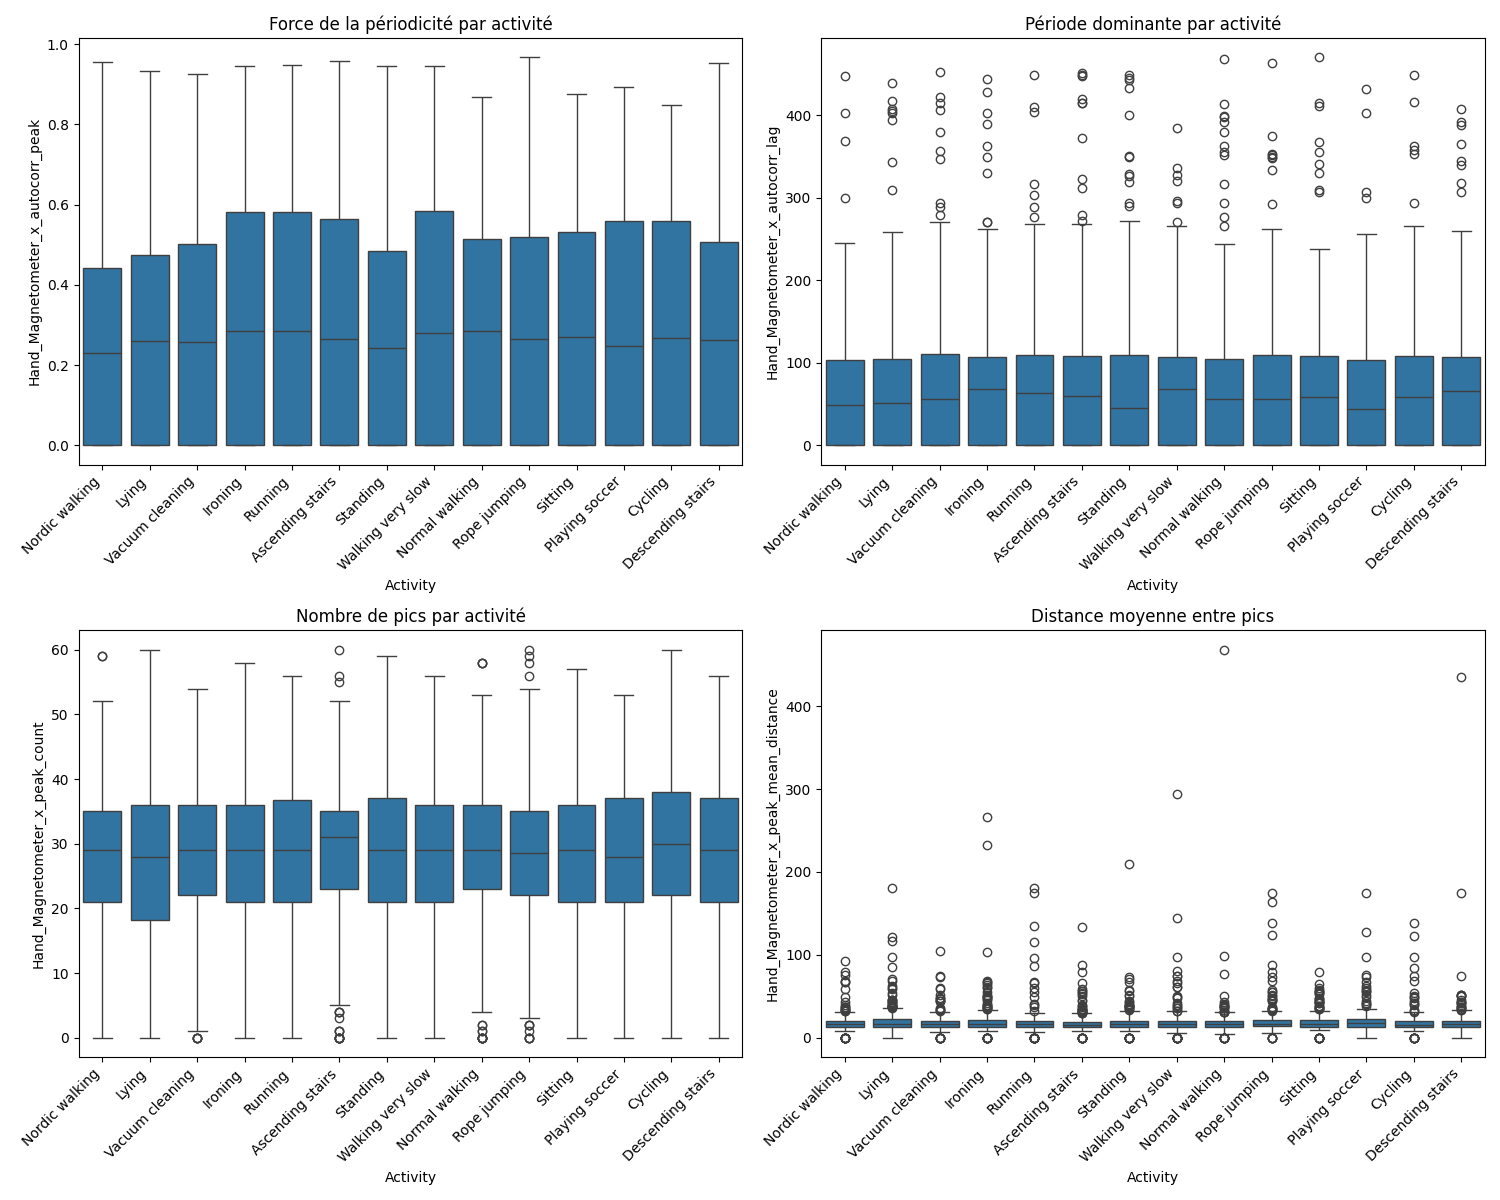 Force de la périodicité par activité
Hand_Magnetometer_x_autocorr_peak
1.0
0.8
0.6
0.4
0.2
0.0
Nordic walking
Lying
Vacuum cleaning
Ironing
Running
Ascending stairs
Standing
Walking very slow
Normal walking
Rope jumping
Sitting
Playing soccer
Cycling
Descending stairs
Activity
Période dominante par activité
Hand_Magnetometer_x_autocorr_lag
400
300
200
100
0
Nordic walking
Lying
Vacuum cleaning
Ironing
Running
Ascending stairs
Standing
Walking very slow
Normal walking
Rope jumping
Sitting
Playing soccer
Cycling
Descending stairs
Activity
Nombre de pics par activité
Hand_Magnetometer_x_peak_count
60
50
40
30
20
10
0
Nordic walking
Lying
Vacuum cleaning
Ironing
Running
Ascending stairs
Standing
Walking very slow
Normal walking
Rope jumping
Sitting
Playing soccer
Cycling
Descending stairs
Activity
Distance moyenne entre pics
Hand_Magnetometer_x_peak_mean_distance
400
300
200
100
0
Nordic walking
Lying
Vacuum cleaning
Ironing
Running
Ascending stairs
Standing
Walking very slow
Normal walking
Rope jumping
Sitting
Playing soccer
Cycling
Descending stairs
Activity